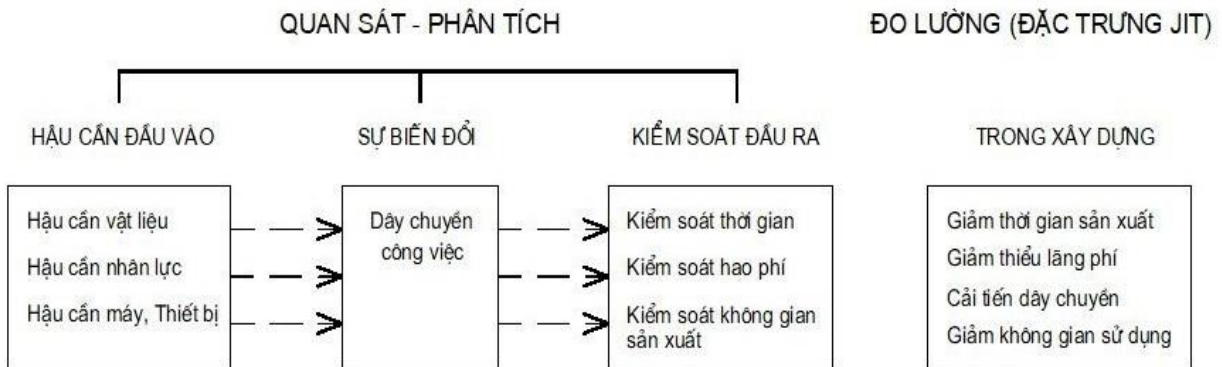 QUAN SÁT - PHÂN TÍCH
ĐO LƯỜNG (ĐẶC TRƯNG JIT)
HẬU CẦN ĐẦU VÀO
SỰ BIẾN ĐỔI
KIỂM SOÁT ĐẦU RA
TRONG XÂY DỰNG
Hậu cần vật liệu
Hậu cần nhân lực
Hậu cần máy, Thiết bị
Dây chuyền
công việc
Kiểm soát thời gian
Kiểm soát hao phí
Kiểm soát không gian
sản xuất
Giảm thời gian sản xuất
Giảm thiểu lãng phí
Cải tiến dây chuyền
Giảm không gian sử dụng